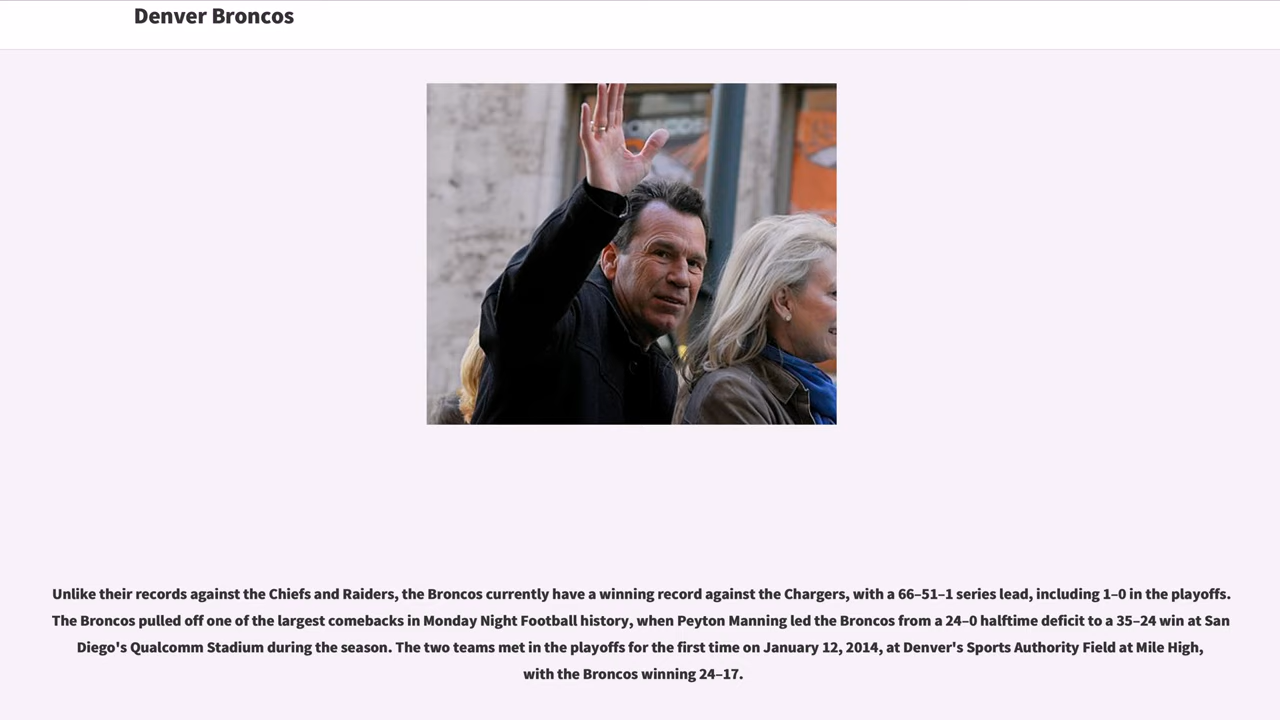 Denver Broncos
BRONCOS
Unlike their records against the Chiefs and Raiders, the Broncos currently have a winning record against the Chargers, with a 66–51–1 series lead, including 1–0 in the playoffs.
The Broncos pulled off one of the largest comebacks in Monday Night Football history, when Peyton Manning led the Broncos from a 24–0 halftime deficit to a 35–24 win at San
Diego's Qualcomm Stadium during the season. The two teams met in the playoffs for the first time on January 12, 2014, at Denver's Sports Authority Field at Mile High,
with the Broncos winning 24–17.